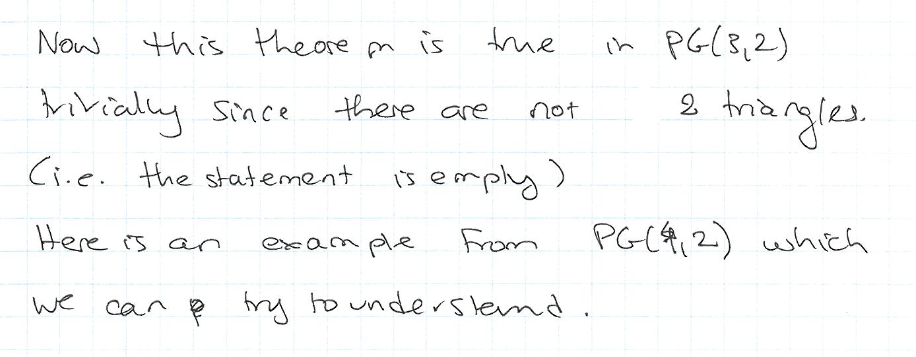 Now this theorem is true in PG(3,2)
trivially since there are not 2 triangles.
(i.e. the statement is empty)
Here is an example from PG(4,2) which
we can try to understand.